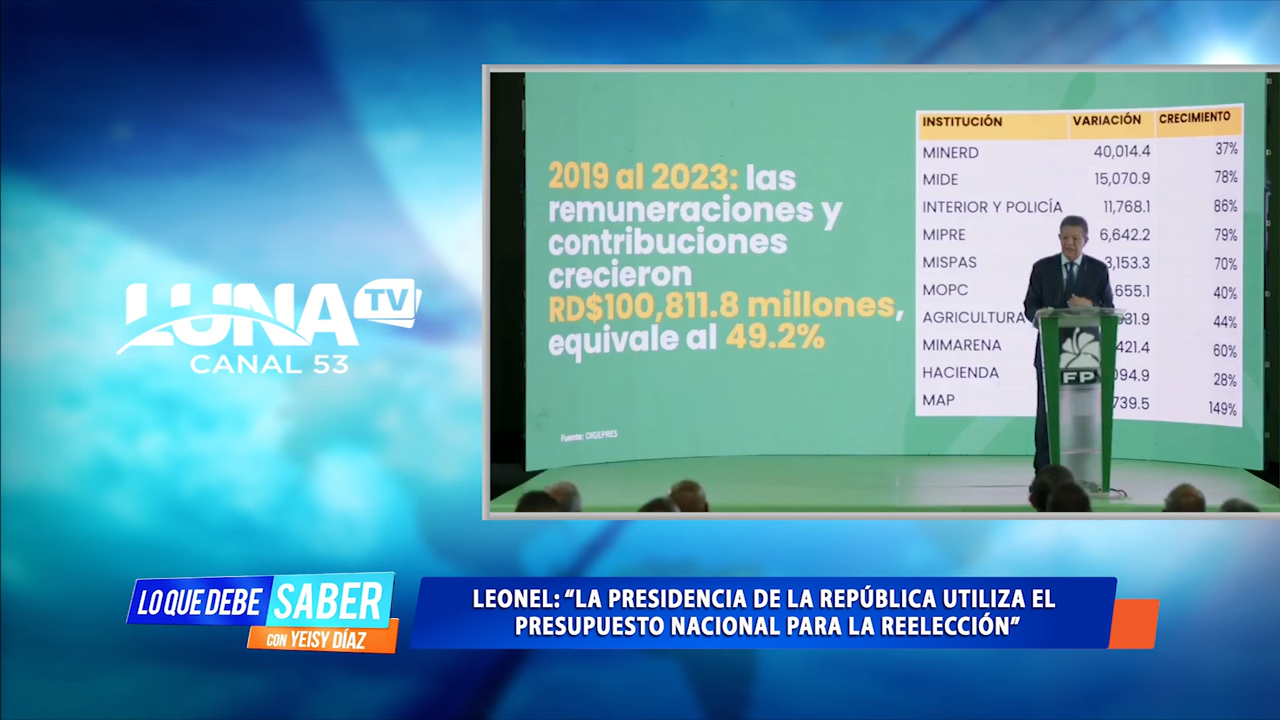 LUNA TV
CANAL 53
2019 al 2023: las
remuneraciones y
contribuciones
crecieron
RD$100,811.8 millones,
equivale al 49.2%
Fuente: DIGEPRES
INSTITUCIÓN VARIACIÓN CRECIMIENTO
MINERD 40,014.4 37%
MIDE 15,070.9 78%
INTERIOR Y POLICÍA 11,768.1 86%
MIPRE 6,642.2 79%
MISPAS 3,153.3 70%
MOPC 40%
AGRICULTURA 44%
MIMARENA 60%
HACIENDA 28%
MAP 149%
FP
LO QUE DEBE SABER
CON YEISY DÍAZ
LEONEL: “LA PRESIDENCIA DE LA REPÚBLICA UTILIZA EL
PRESUPUESTO NACIONAL PARA LA REELECCIÓN”